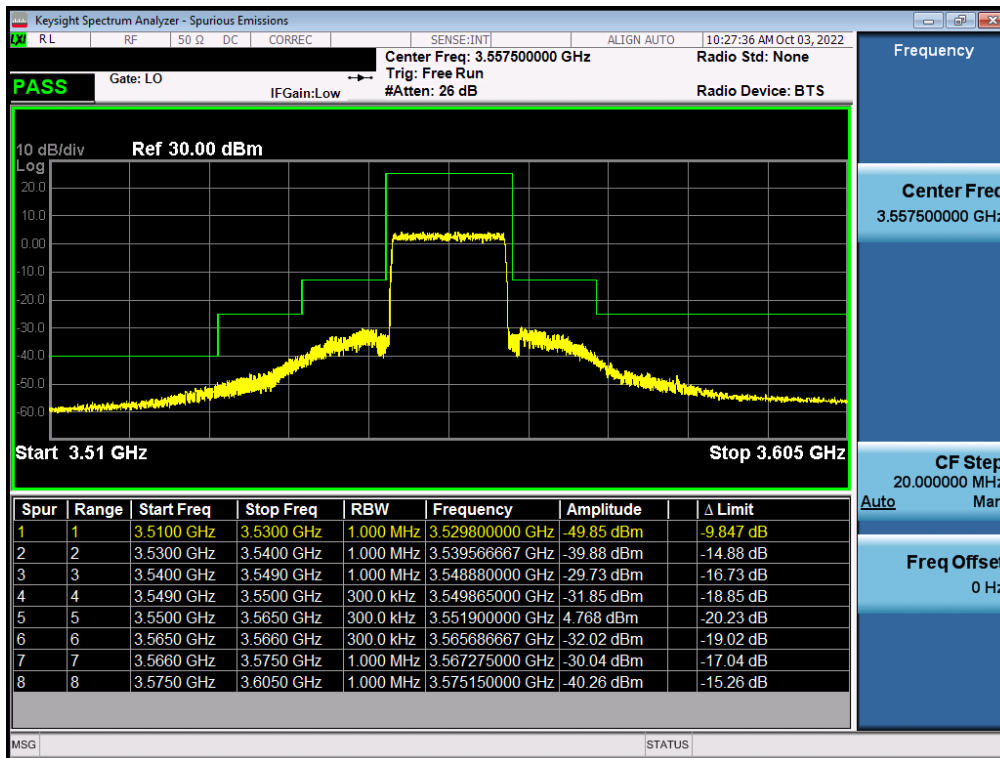 Keysight Spectrum Analyzer - Spurious Emissions
LXI RL RF 50 Ω DC CORREC SENSE:INT ALIGN AUTO 10:27:36 AM Oct 03, 2022
Center Freq: 3.557500000 GHz Radio Std: None
PASS Gate: LO Trig: Free Run
IFGain:Low #Atten: 26 dB Radio Device: BTS
10 dB/div Ref 30.00 dBm
Log
20.0
10.0
0.00
-10.0
-20.0
-30.0
-40.0
-50.0
-60.0
Start 3.51 GHz Stop 3.605 GHz
Spur Range Start Freq Stop Freq RBW Frequency Amplitude Δ Limit
1 1 3.5100 GHz 3.5300 GHz 1.000 MHz 3.529800000 GHz -49.85 dBm -9.847 dB
2 2 3.5300 GHz 3.5400 GHz 1.000 MHz 3.539566667 GHz -39.88 dBm -14.88 dB
3 3 3.5400 GHz 3.5490 GHz 1.000 MHz 3.548880000 GHz -29.73 dBm -16.73 dB
4 4 3.5490 GHz 3.5500 GHz 300.0 kHz 3.549865000 GHz -31.85 dBm -18.85 dB
5 5 3.5500 GHz 3.5650 GHz 300.0 kHz 3.551900000 GHz 4.768 dBm -20.23 dB
6 6 3.5650 GHz 3.5660 GHz 300.0 kHz 3.565686667 GHz -32.02 dBm -19.02 dB
7 7 3.5660 GHz 3.5750 GHz 1.000 MHz 3.567275000 GHz -30.04 dBm -17.04 dB
8 8 3.5750 GHz 3.6050 GHz 1.000 MHz 3.575150000 GHz -40.26 dBm -15.26 dB
MSG STATUS
Frequency
Center Freq
3.557500000 GHz
CF Step
20.000000 MHz
Auto Man
Freq Offset
0 Hz